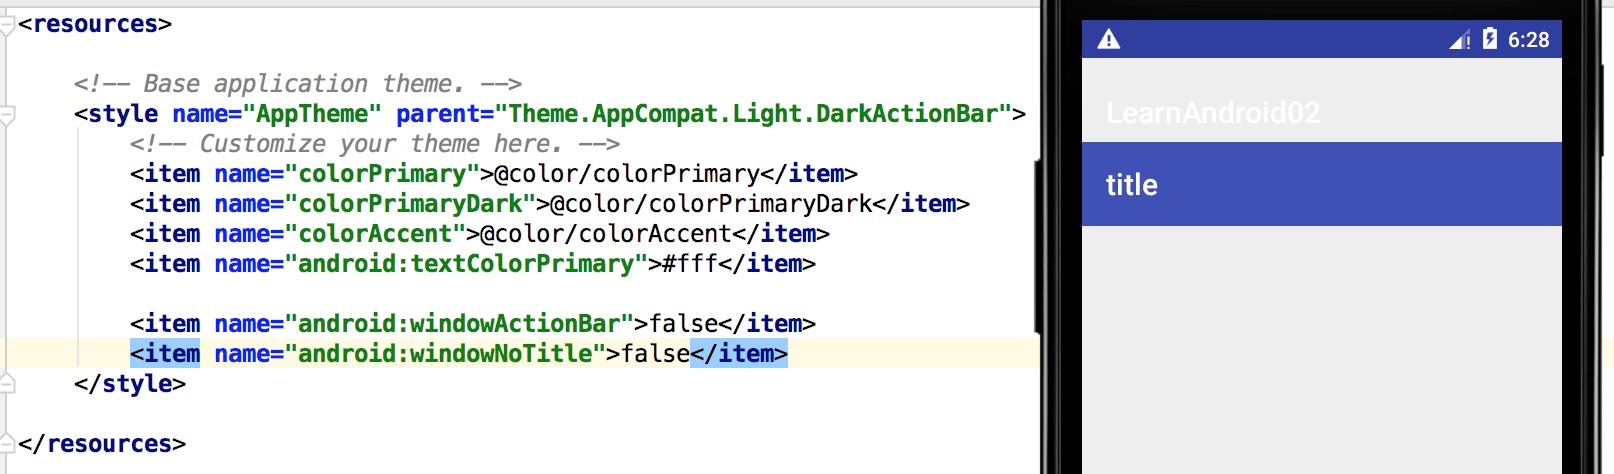 <resources>
<!-- Base application theme. -->
<style name="AppTheme" parent="Theme.AppCompat.Light.DarkActionBar">
<!-- Customize your theme here. -->
<item name="colorPrimary">@color/colorPrimary</item>
<item name="colorPrimaryDark">@color/colorPrimaryDark</item>
<item name="colorAccent">@color/colorAccent</item>
<item name="android:textColorPrimary">#fff</item>
<item name="android:windowActionBar">false</item>
<item name="android:windowNoTitle">false</item>
</style>
</resources>
6:28
LearnAndroid02
title